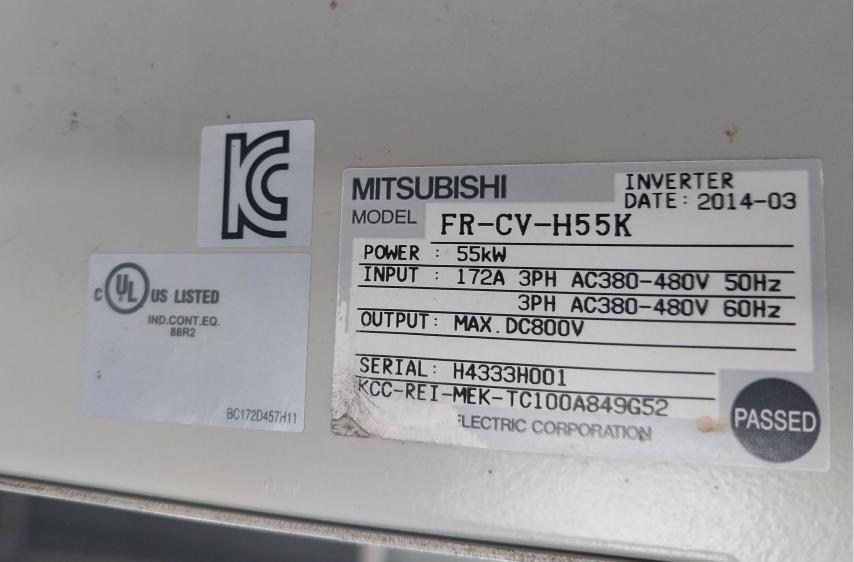 KC
C UL US LISTED
IND.CONT.EQ.
88R2
BC172D457H11
MITSUBISHI
INVERTER
DATE: 2014-03
MODEL FR-CV-H55K
POWER : 55kW
INPUT : 172A 3PH AC380-480V 50Hz
3PH AC380-480V 60Hz
OUTPUT: MAX.DC800V
SERIAL: H4333H001
KCC-REI-MEK-TC100A849G52
ELECTRIC CORPORATION
PASSED